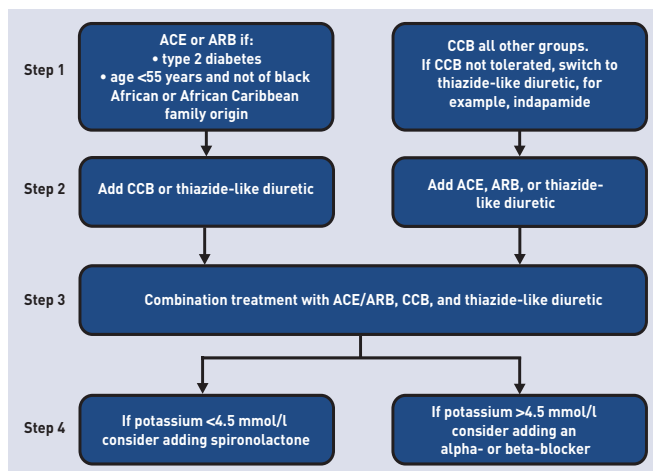 Step 1
ACE or ARB if:
• type 2 diabetes
• age <55 years and not of black
African or African Caribbean
family origin
CCB all other groups.
If CCB not tolerated, switch to
thiazide-like diuretic, for
example, indapamide
Step 2
Add CCB or thiazide-like diuretic
Add ACE, ARB, or thiazide-
like diuretic
Step 3
Combination treatment with ACE/ARB, CCB, and thiazide-like diuretic
Step 4
If potassium <4.5 mmol/l
consider adding spironolactone
If potassium >4.5 mmol/l
consider adding an
alpha- or beta-blocker